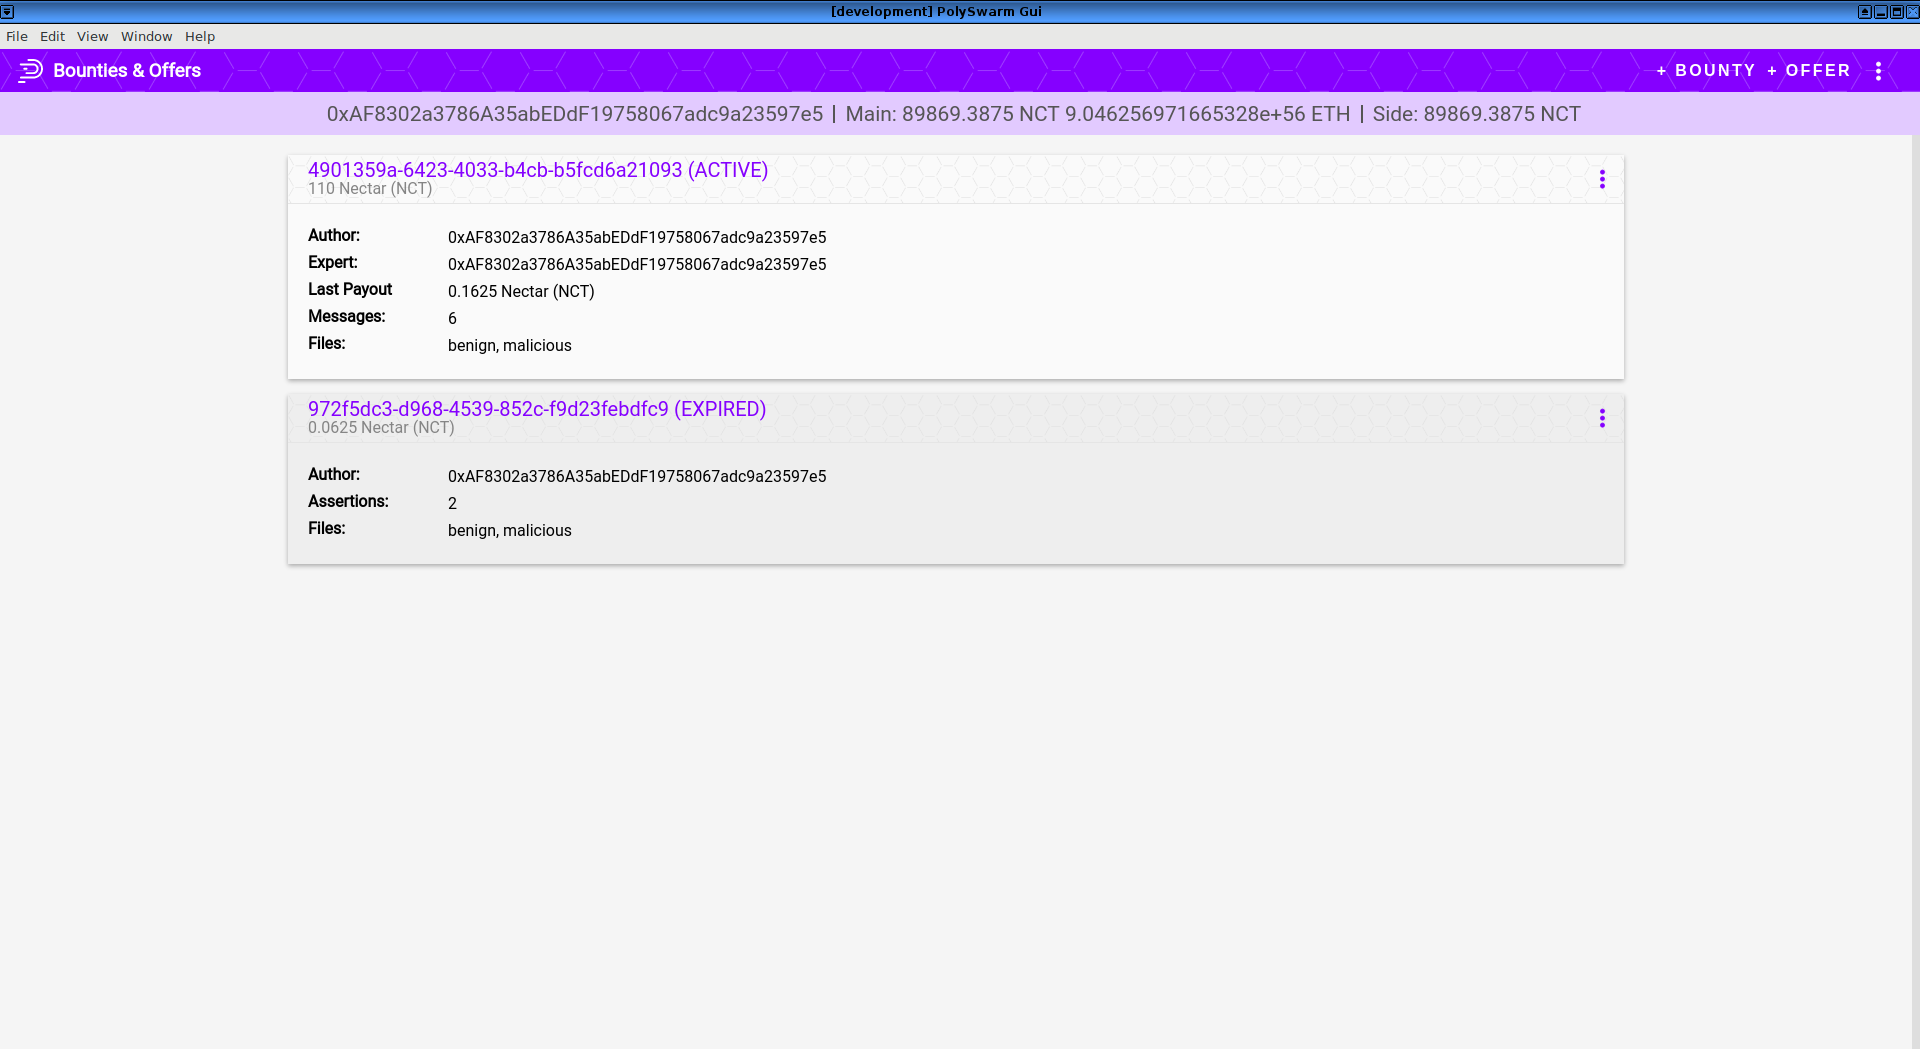 [development] PolySwarm Gui
File Edit View Window Help
Bounties & Offers + BOUNTY + OFFER
0xAF8302a3786A35abEDdF19758067adc9a23597e5 | Main: 89869.3875 NCT 9.046256971665328e+56 ETH | Side: 89869.3875 NCT
4901359a-6423-4033-b4cb-b5fcd6a21093 (ACTIVE)
110 Nectar (NCT)
Author: 0xAF8302a3786A35abEDdF19758067adc9a23597e5
Expert: 0xAF8302a3786A35abEDdF19758067adc9a23597e5
Last Payout 0.1625 Nectar (NCT)
Messages: 6
Files: benign, malicious
972f5dc3-d968-4539-852c-f9d23febdfc9 (EXPIRED)
0.0625 Nectar (NCT)
Author: 0xAF8302a3786A35abEDdF19758067adc9a23597e5
Assertions: 2
Files: benign, malicious